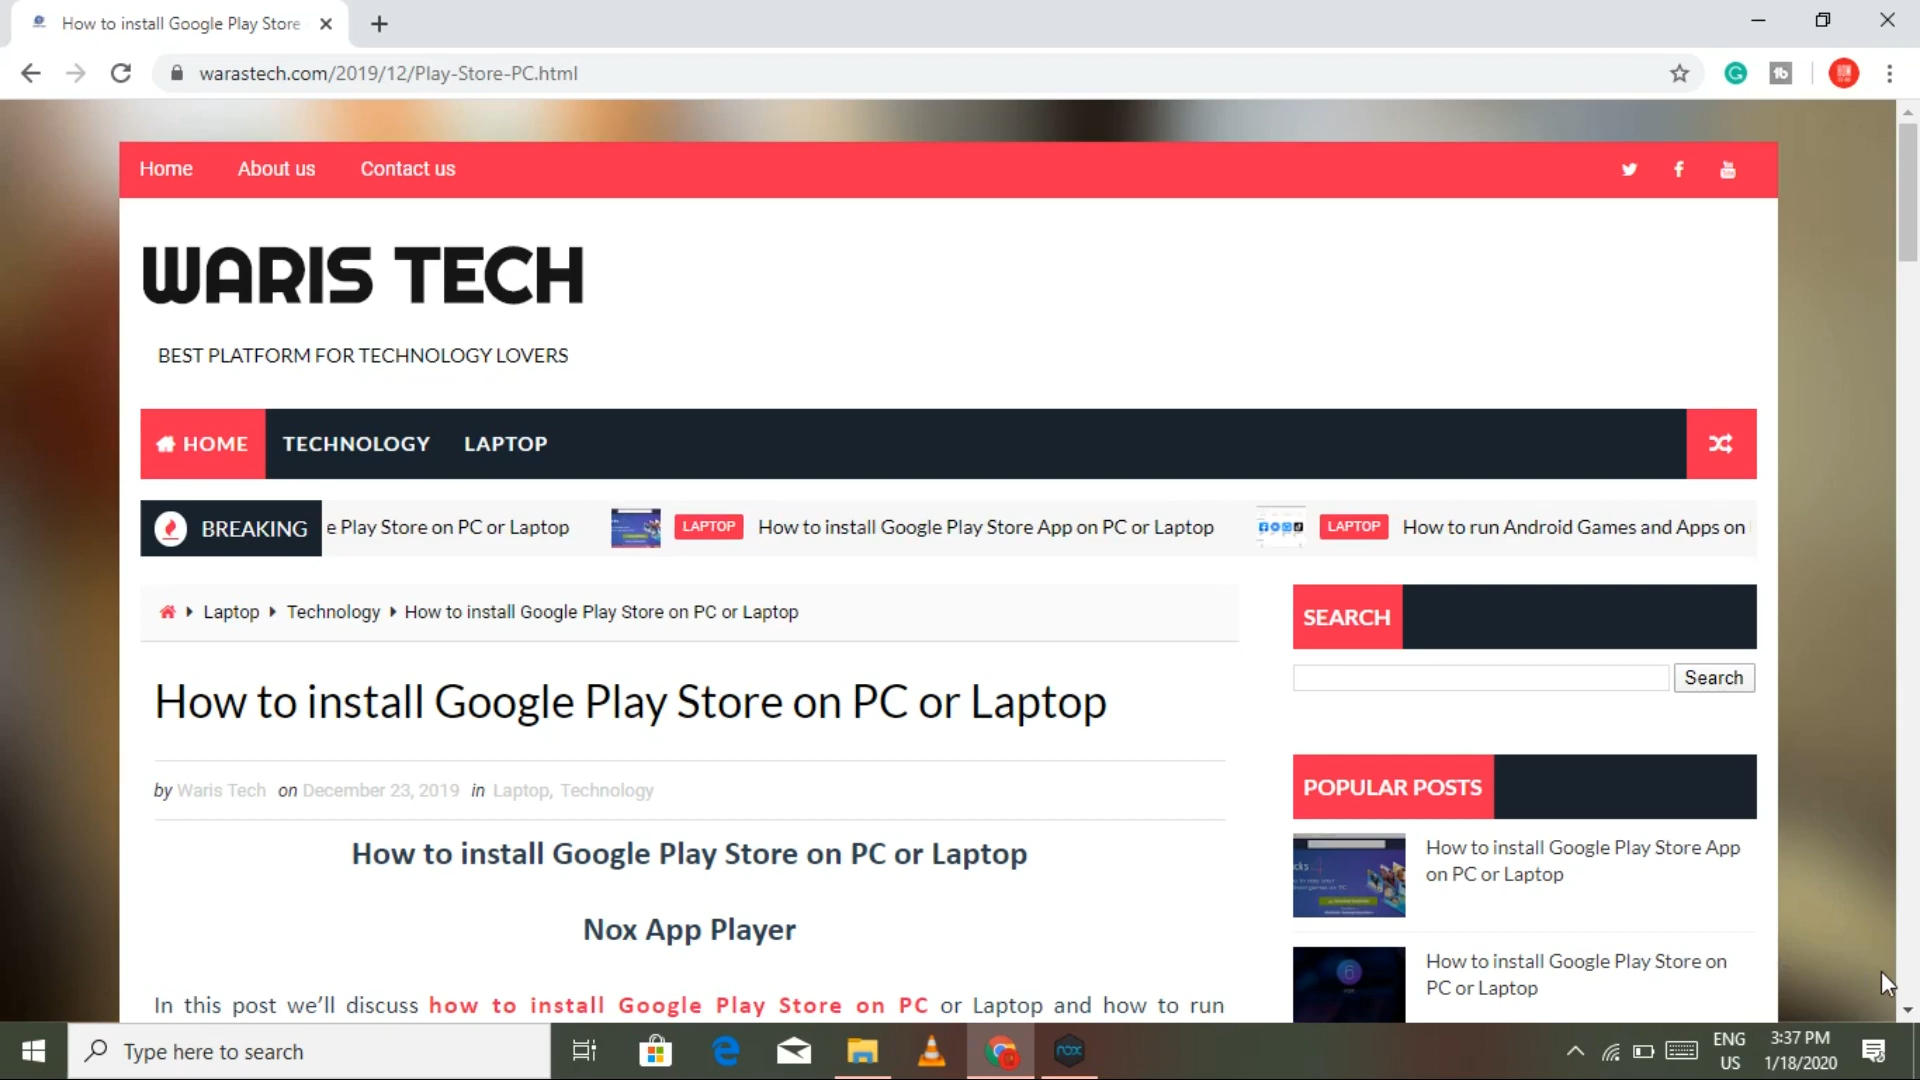 How to install Google Play Store
warastech.com/2019/12/Play-Store-PC.html
Home About us Contact us
WARIS TECH
BEST PLATFORM FOR TECHNOLOGY LOVERS
HOME TECHNOLOGY LAPTOP
BREAKING e Play Store on PC or Laptop LAPTOP How to install Google Play Store App on PC or Laptop LAPTOP How to run Android Games and Apps on
Laptop Technology How to install Google Play Store on PC or Laptop
SEARCH
Search
How to install Google Play Store on PC or Laptop
by Waris Tech on December 23, 2019 in Laptop, Technology
POPULAR POSTS
How to install Google Play Store App
on PC or Laptop
How to install Google Play Store on
PC or Laptop
How to install Google Play Store on PC or Laptop
Nox App Player
In this post we’ll discuss how to install Google Play Store on PC or Laptop and how to run
Type here to search
nox
ENG
US
3:37 PM
1/18/2020